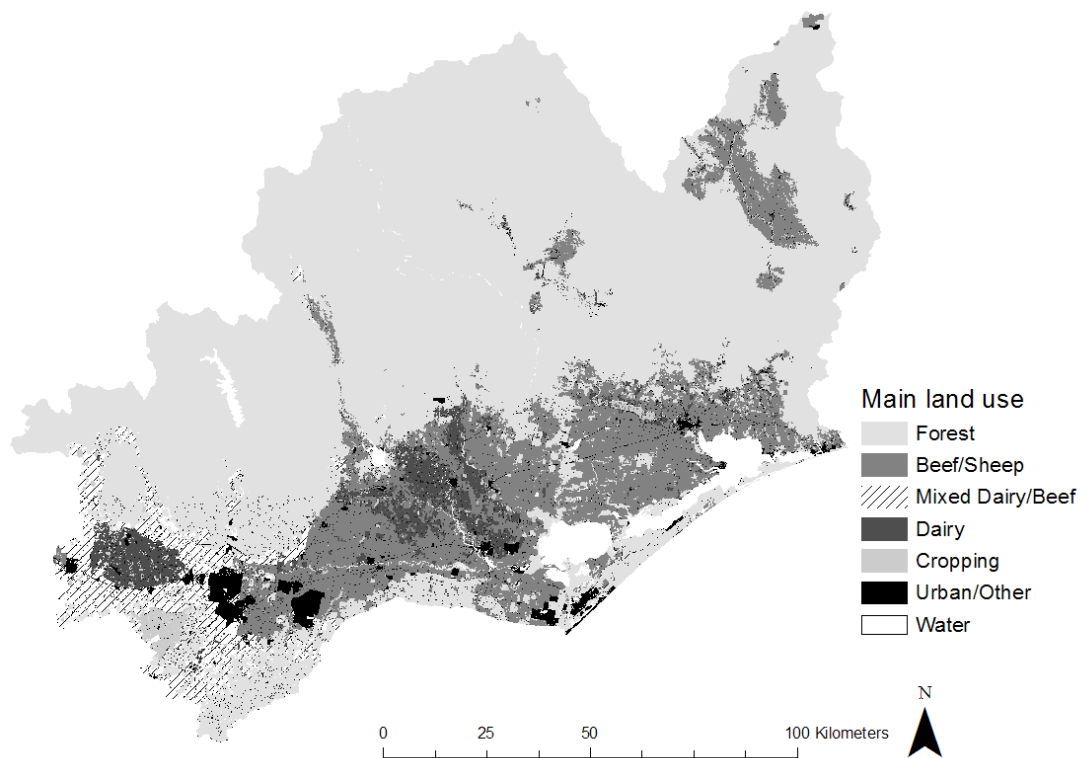 Main land use
Forest
Beef/Sheep
Mixed Dairy/Beef
Dairy
Cropping
Urban/Other
Water
N
0 25 50 100 Kilometers